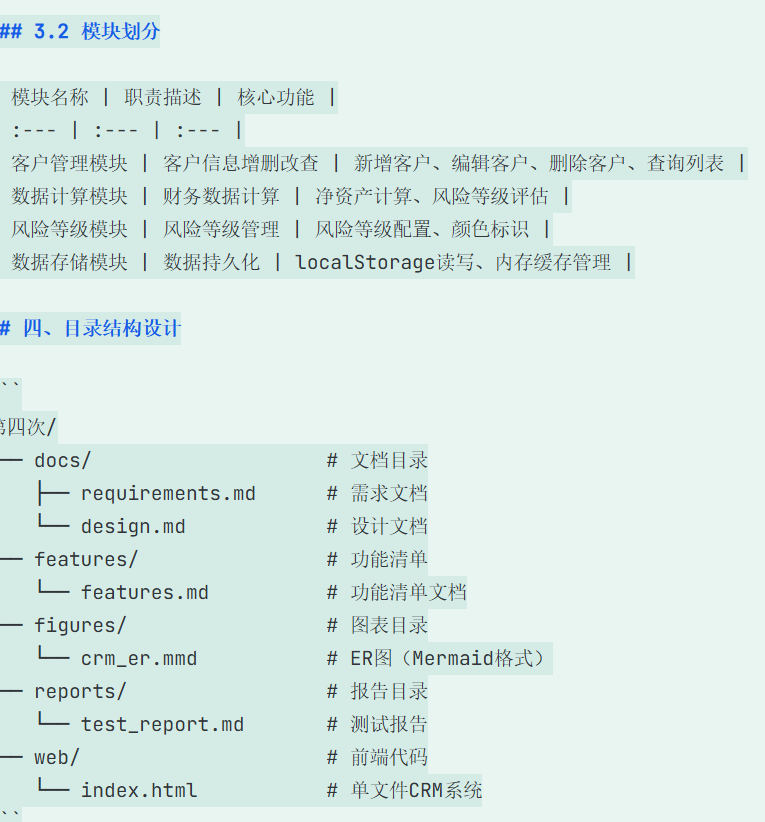 ## 3.2 模块划分
模块名称 | 职责描述 | 核心功能 |
:--- | :--- | :--- |
客户管理模块 | 客户信息增删改查 | 新增客户、编辑客户、删除客户、查询列表 |
数据计算模块 | 财务数据计算 | 净资产计算、风险等级评估 |
风险等级模块 | 风险等级管理 | 风险等级配置、颜色标识 |
数据存储模块 | 数据持久化 | localStorage读写、内存缓存管理 |
# 四、目录结构设计
``
第四次/
── docs/ # 文档目录
├── requirements.md # 需求文档
└── design.md # 设计文档
── features/ # 功能清单
└── features.md # 功能清单文档
── figures/ # 图表目录
└── crm_er.mmd # ER图（Mermaid格式）
── reports/ # 报告目录
└── test_report.md # 测试报告
── web/ # 前端代码
└── index.html # 单文件CRM系统
``